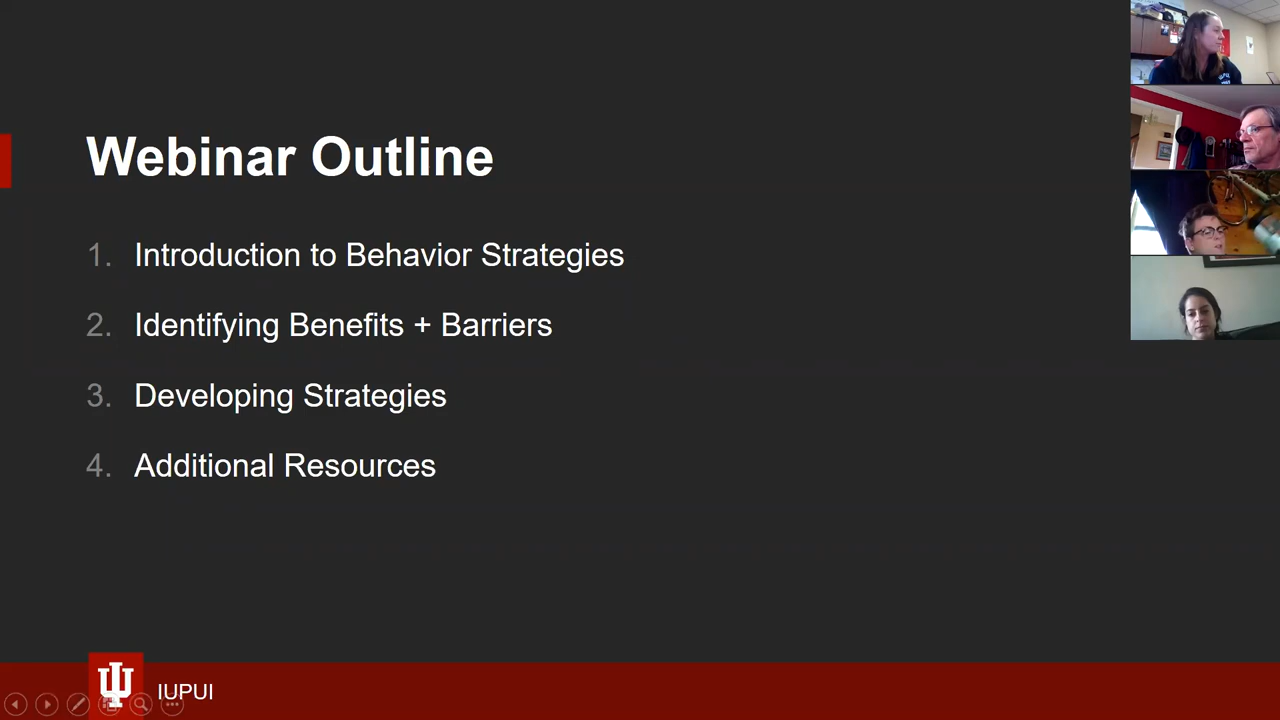 Webinar Outline
1. Introduction to Behavior Strategies
2. Identifying Benefits + Barriers
3. Developing Strategies
4. Additional Resources
IUPUI